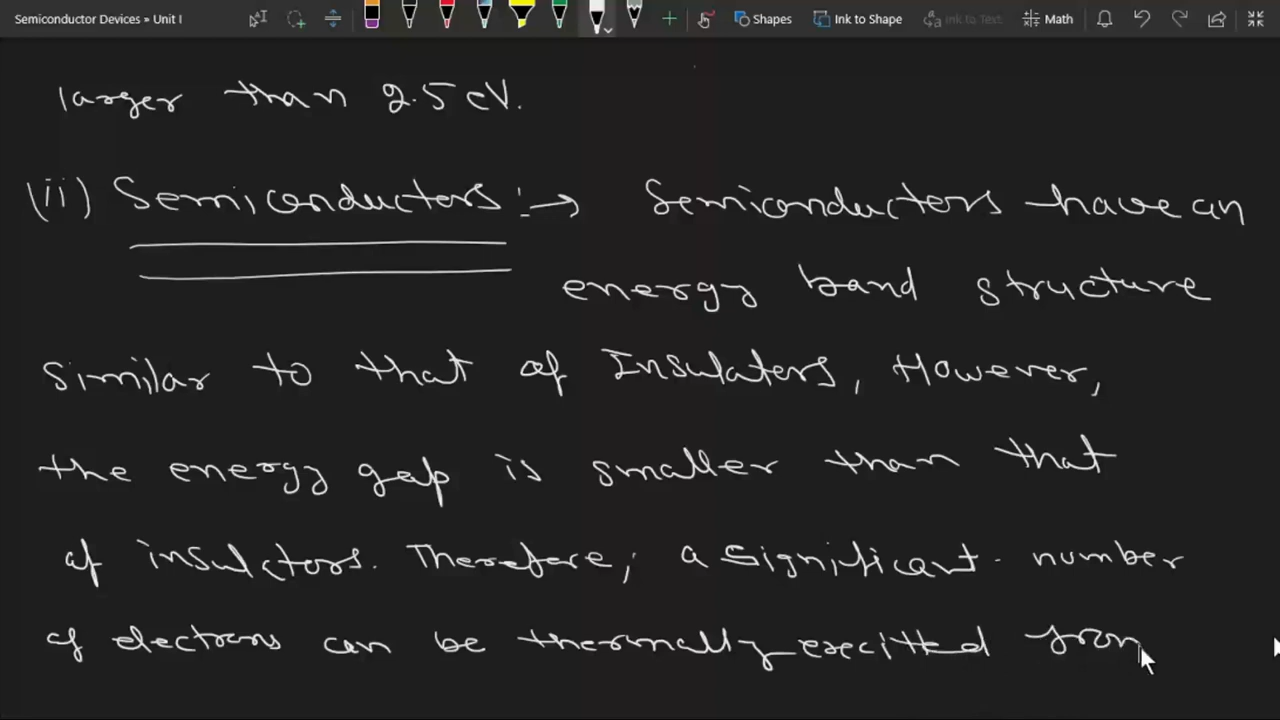 Semiconductor Devices » Unit I
Shapes
Ink to Shape
Ink to Text
Math
larger than 2.5 eV.
(ii) Semiconductors :→ Semiconductors have an
energy band structure
similar to that of Insulators, However,
the energy gap is smaller than that
of insulators. Therefore; a significant number
of electrons can be thermally execitted from